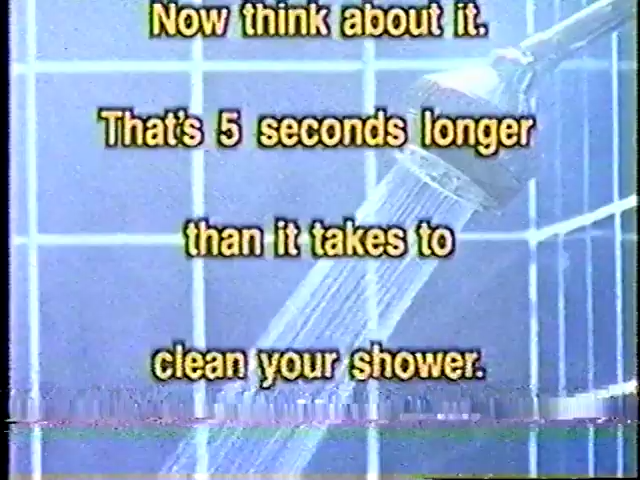 Now think about it.
That's 5 seconds longer
than it takes to
clean your shower.